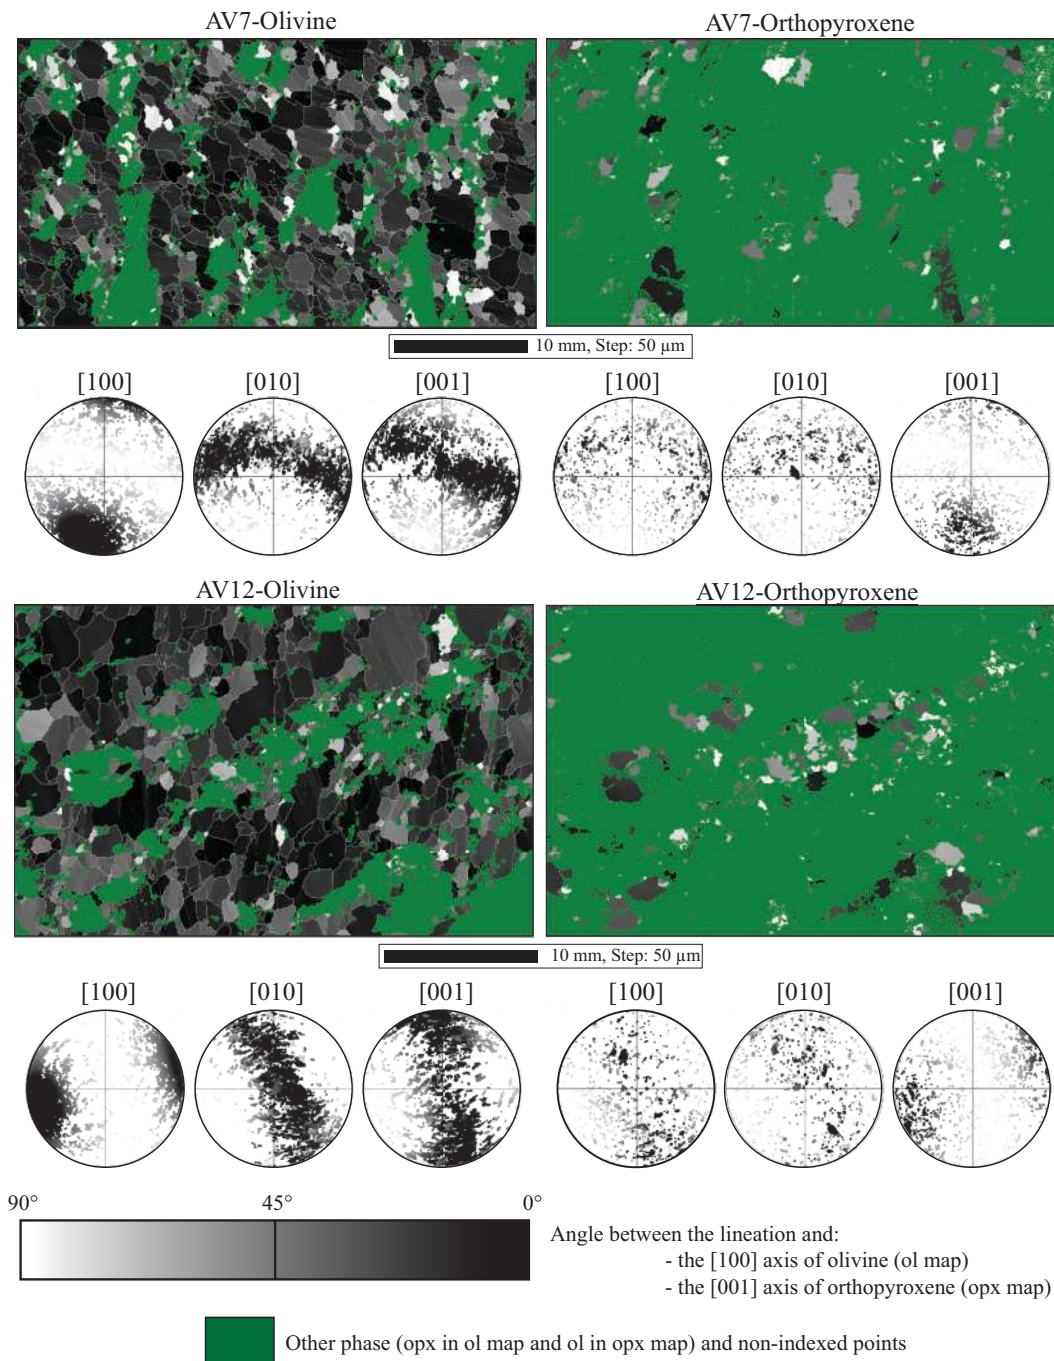 AV7-Olivine
AV7-Orthopyroxene
10 mm, Step: 50 µm
[100] [010] [001] [100] [010] [001]
AV12-Olivine
AV12-Orthopyroxene
10 mm, Step: 50 µm
[100] [010] [001] [100] [010] [001]
90° 45° 0°
Angle between the lineation and:
- the [100] axis of olivine (ol map)
- the [001] axis of orthopyroxene (opx map)
Other phase (opx in ol map and ol in opx map) and non-indexed points